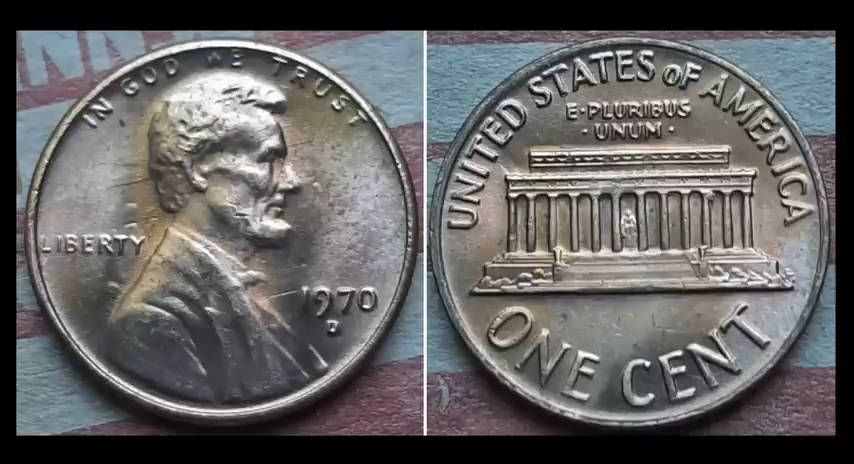 IN GOD WE TRUST
LIBERTY
1970
D
UNITED STATES OF AMERICA
E·PLURIBUS
·UNUM·
ONE CENT